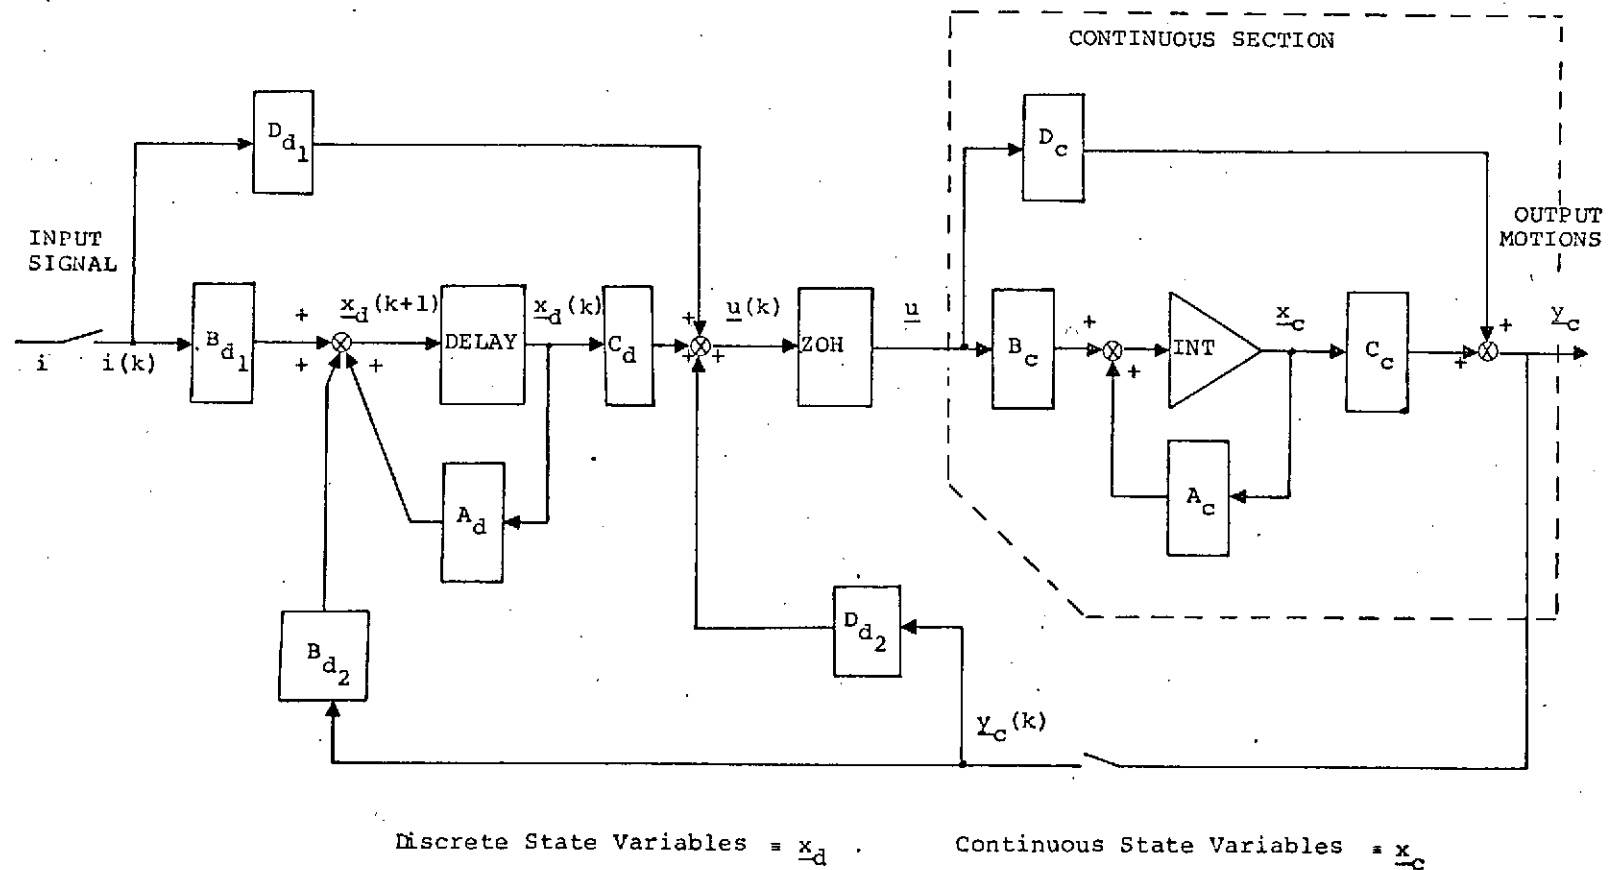 CONTINUOUS SECTION
D_d1
D_c
INPUT
SIGNAL
OUTPUT
MOTIONS
i
i(k)
B_d1
+
+
+
x_d(k+1)
DELAY
x_d(k)
C_d
+
+
+
u(k)
ZOH
u
B_c
+
+
INT
x_c
C_c
+
+
y_c
A_d
A_c
B_d2
D_d2
y_c(k)
Discrete State Variables ≡ x_d .
Continuous State Variables ≡ x_c